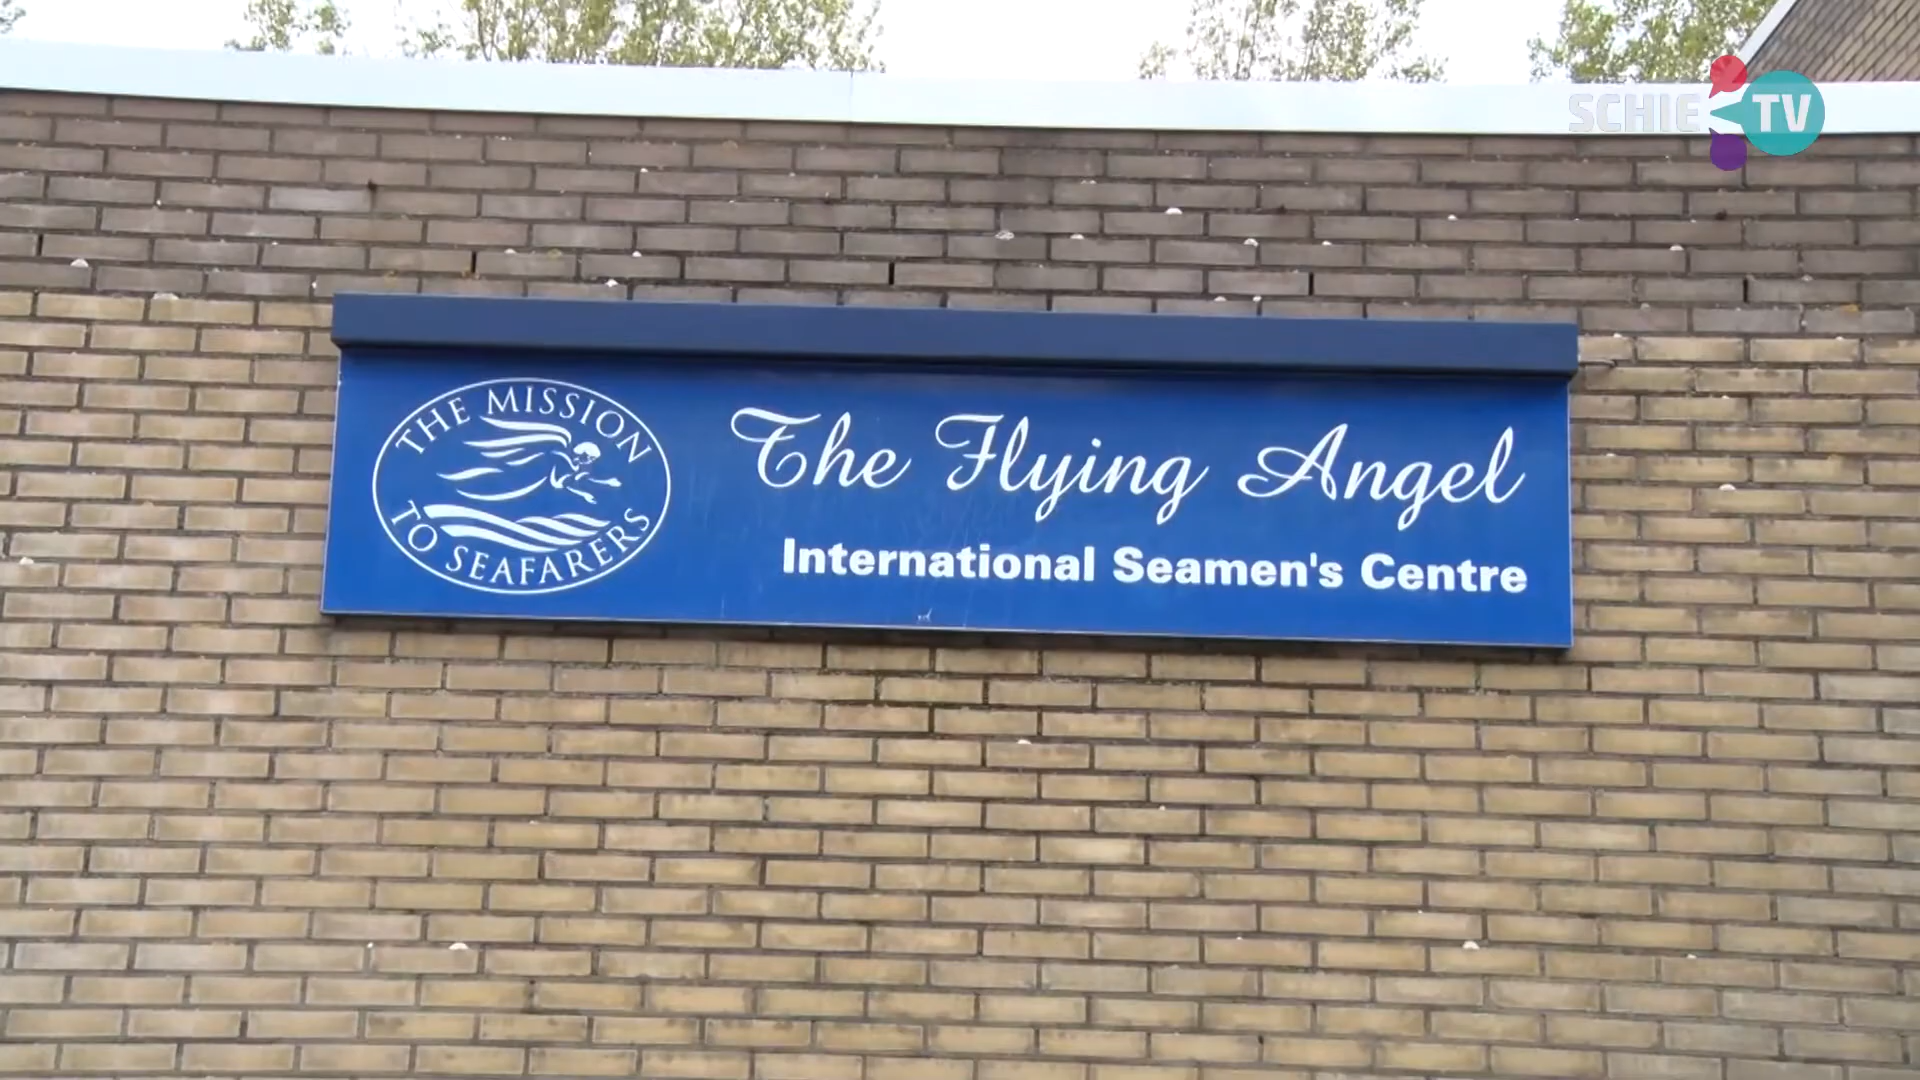 SCHIE TV
THE MISSION
TO SEAFARERS
The Flying Angel
International Seamen's Centre